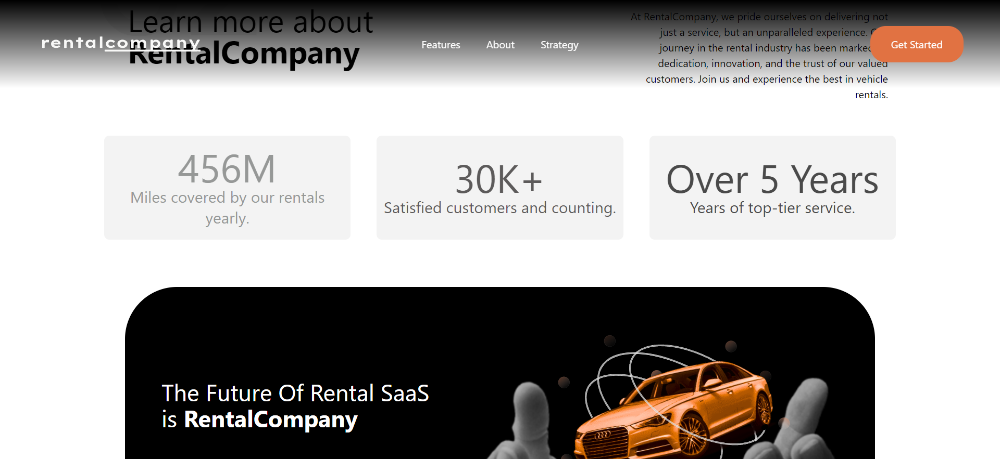 Learn more about
RentalCompany
rentalcompany
Features
About
Strategy
Get Started
At RentalCompany, we pride ourselves on delivering not
just a service, but an unparalleled experience.
journey in the rental industry has been marked
dedication, innovation, and the trust of our valued
customers. Join us and experience the best in vehicle
rentals.
456M
Miles covered by our rentals
yearly.
30K+
Satisfied customers and counting.
Over 5 Years
Years of top-tier service.
The Future Of Rental SaaS
is RentalCompany